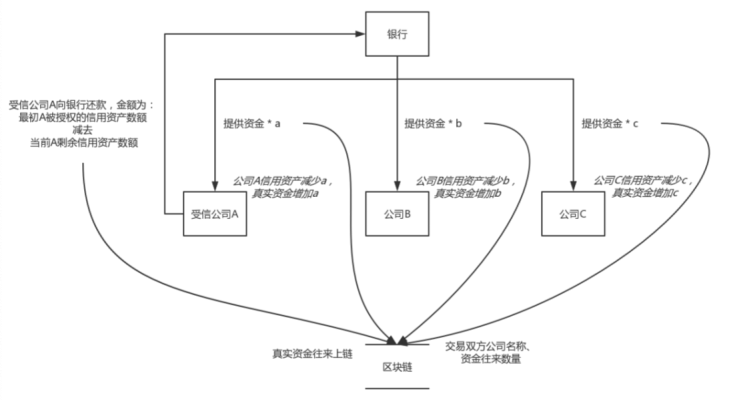 银行
受信公司A向银行还款，金额为：
最初A被授权的信用资产数额
减去
当前A剩余信用资产数额
提供资金 * a
提供资金 * b
提供资金 * c
公司A信用资产减少a，
真实资金增加a
公司B信用资产减少b，
真实资金增加b
公司C信用资产减少c，
真实资金增加c
受信公司A
公司B
公司C
真实资金往来上链
交易双方公司名称、
资金往来数量
区块链